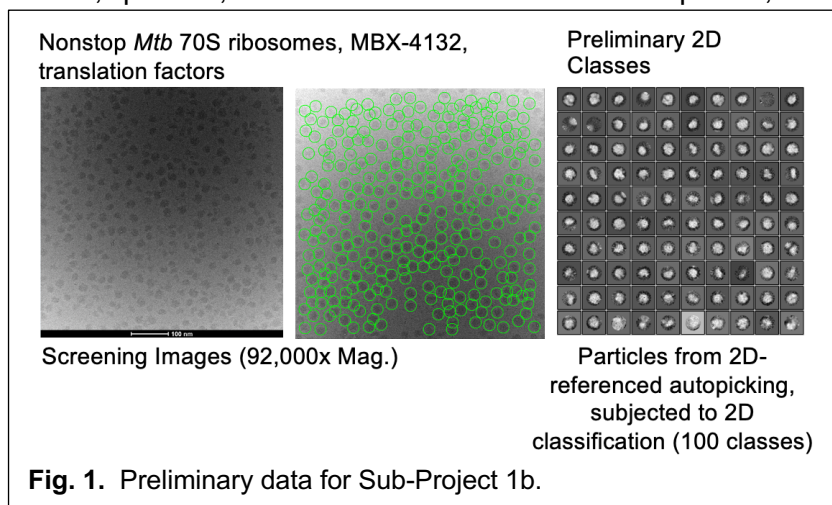 Nonstop Mtb 70S ribosomes, MBX-4132,
translation factors
Preliminary 2D
Classes
100 nm
Screening Images (92,000x Mag.)
Particles from 2D-
referenced autopicking,
subjected to 2D
classification (100 classes)
Fig. 1. Preliminary data for Sub-Project 1b.